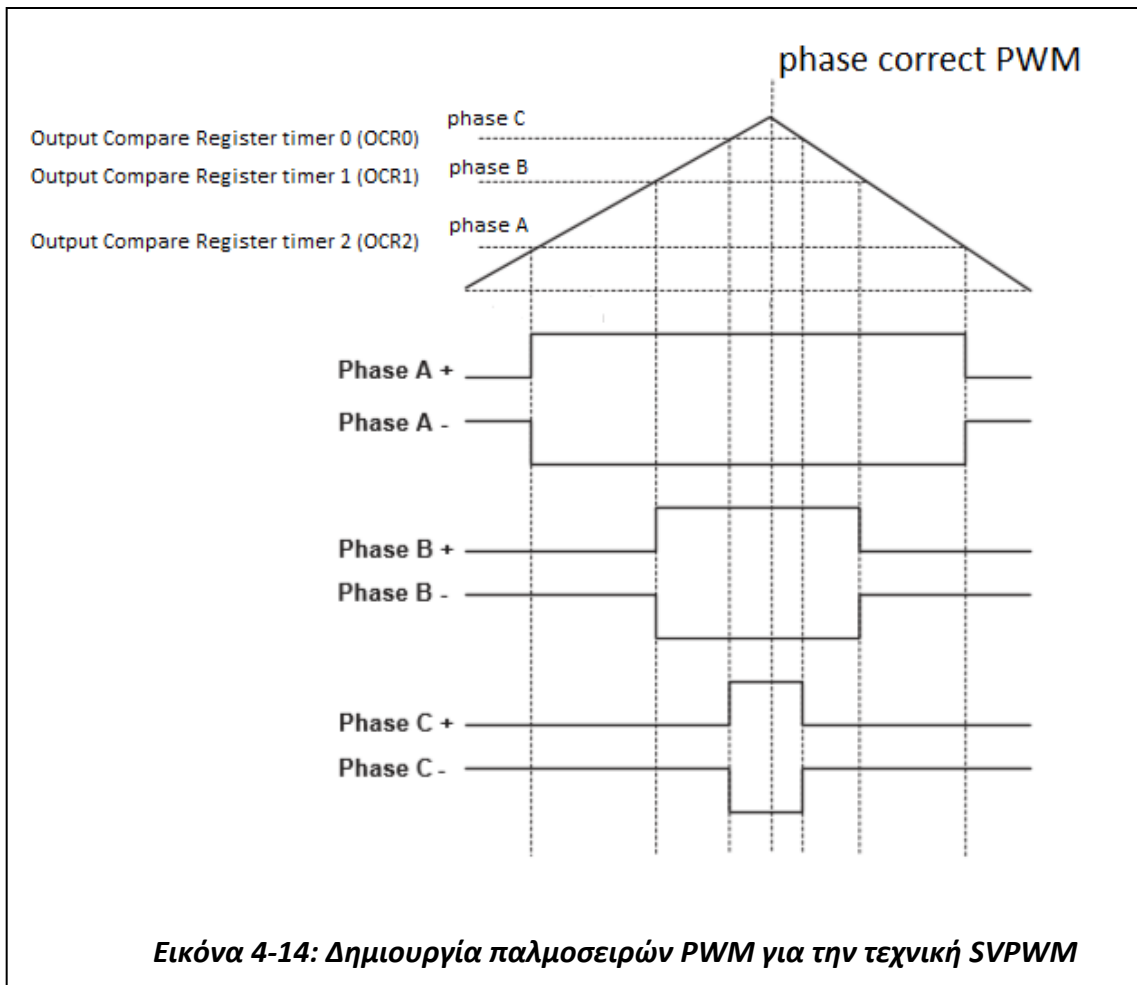 phase correct PWM
phase C
Output Compare Register timer 0 (OCR0)
phase B
Output Compare Register timer 1 (OCR1)
phase A
Output Compare Register timer 2 (OCR2)
Phase A +
Phase A -
Phase B +
Phase B -
Phase C +
Phase C -
Εικόνα 4-14: Δημιουργία παλμοσειρών PWM για την τεχνική SVPWM